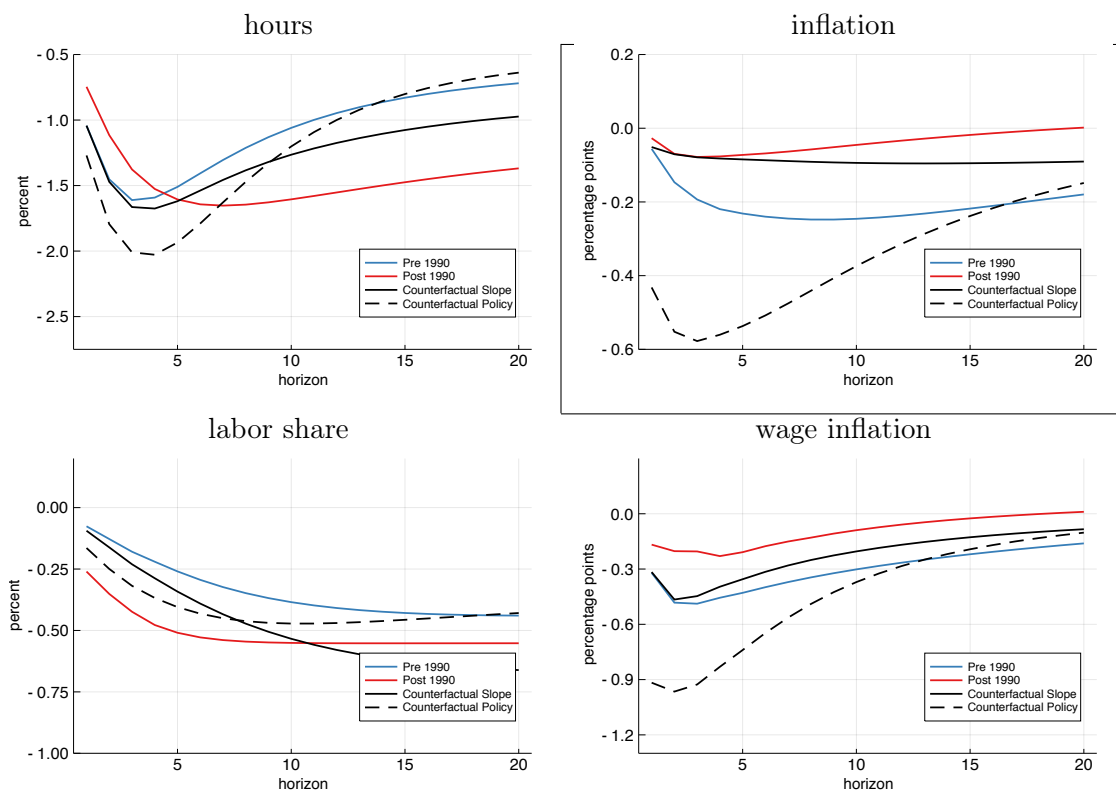 hours
- 0.5
- 1.0
- 1.5
- 2.0
- 2.5
percent
Pre 1990
Post 1990
Counterfactual Slope
Counterfactual Policy
5
10
15
20
horizon
inflation
0.2
0.0
- 0.2
- 0.4
- 0.6
percentage points
Pre 1990
Post 1990
Counterfactual Slope
Counterfactual Policy
5
10
15
20
horizon
labor share
0.00
- 0.25
- 0.50
- 0.75
- 1.00
percent
Pre 1990
Post 1990
Counterfactual Slope
Counterfactual Policy
5
10
15
20
horizon
wage inflation
0.0
- 0.3
- 0.6
- 0.9
- 1.2
percentage points
Pre 1990
Post 1990
Counterfactual Slope
Counterfactual Policy
5
10
15
20
horizon